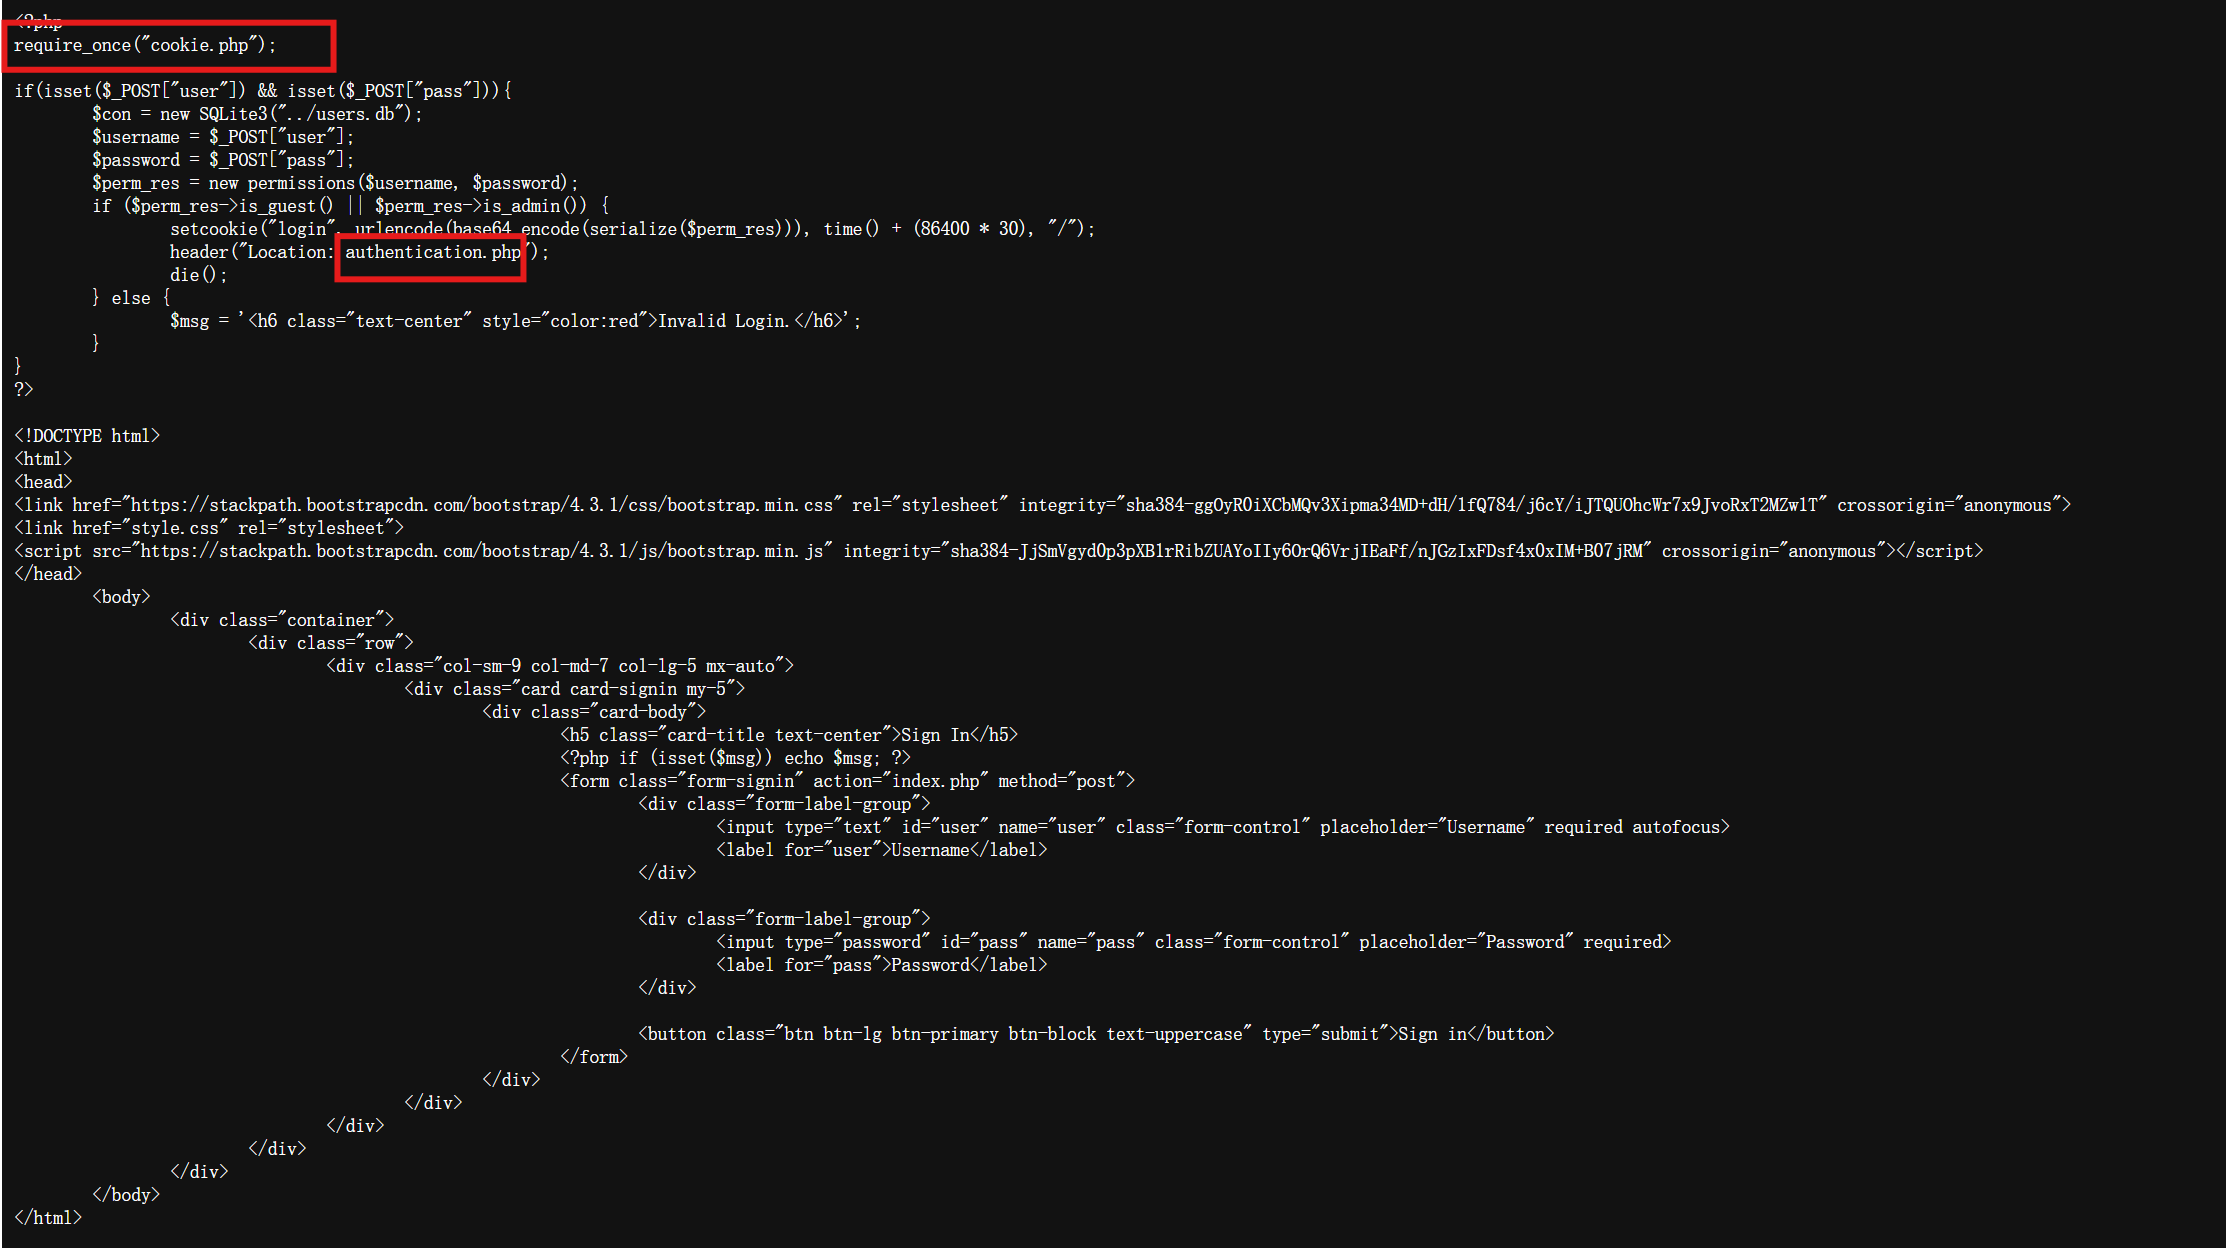 <?php
require_once("cookie.php");
if(isset($_POST["user"]) && isset($_POST["pass"])){
$con = new SQLite3("../users.db");
$username = $_POST["user"];
$password = $_POST["pass"];
$perm_res = new permissions($username, $password);
if ($perm_res->is_guest() || $perm_res->is_admin()) {
setcookie("login", urlencode(base64_encode(serialize($perm_res))), time() + (86400 * 30), "/");
header("Location: authentication.php");
die();
} else {
$msg = '<h6 class="text-center" style="color:red">Invalid Login.</h6>';
}
}
?>
<!DOCTYPE html>
<html>
<head>
<link href="https://stackpath.bootstrapcdn.com/bootstrap/4.3.1/css/bootstrap.min.css" rel="stylesheet" integrity="sha384-ggOyR0iXCbMQv3Xipma34MD+dH/1fQ784/j6cY/iJTQUOhcWr7x9JvoRxT2MZw1T" crossorigin="anonymous">
<link href="style.css" rel="stylesheet">
<script src="https://stackpath.bootstrapcdn.com/bootstrap/4.3.1/js/bootstrap.min.js" integrity="sha384-JjSmVgyd0p3pXB1rRibZUAYoIIy6OrQ6VrjIEaFf/nJGzIxFDsf4x0xIM+B07jRM" crossorigin="anonymous"></script>
</head>
<body>
<div class="container">
<div class="row">
<div class="col-sm-9 col-md-7 col-lg-5 mx-auto">
<div class="card card-signin my-5">
<div class="card-body">
<h5 class="card-title text-center">Sign In</h5>
<?php if (isset($msg)) echo $msg; ?>
<form class="form-signin" action="index.php" method="post">
<div class="form-label-group">
<input type="text" id="user" name="user" class="form-control" placeholder="Username" required autofocus>
<label for="user">Username</label>
</div>
<div class="form-label-group">
<input type="password" id="pass" name="pass" class="form-control" placeholder="Password" required>
<label for="pass">Password</label>
</div>
<button class="btn btn-lg btn-primary btn-block text-uppercase" type="submit">Sign in</button>
</form>
</div>
</div>
</div>
</div>
</div>
</body>
</html>